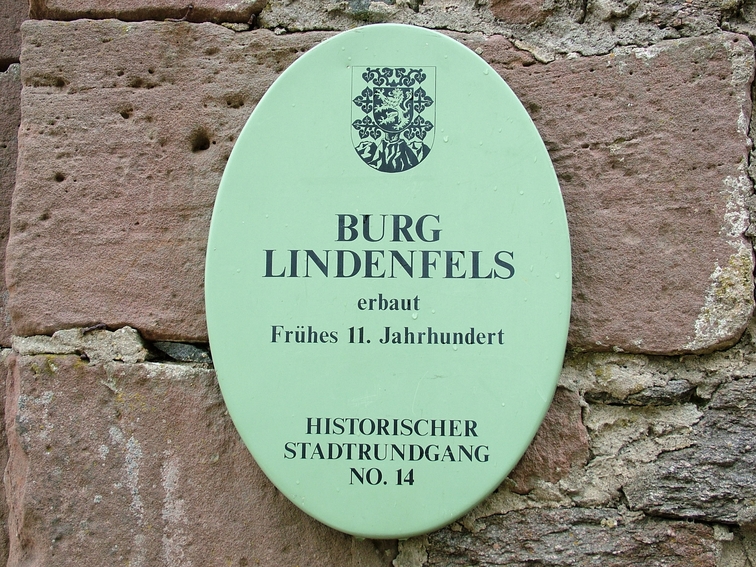 BURG
LINDENFELS
erbaut
Frühes 11. Jahrhundert
HISTORISCHER
STADTRUNDGANG
NO. 14